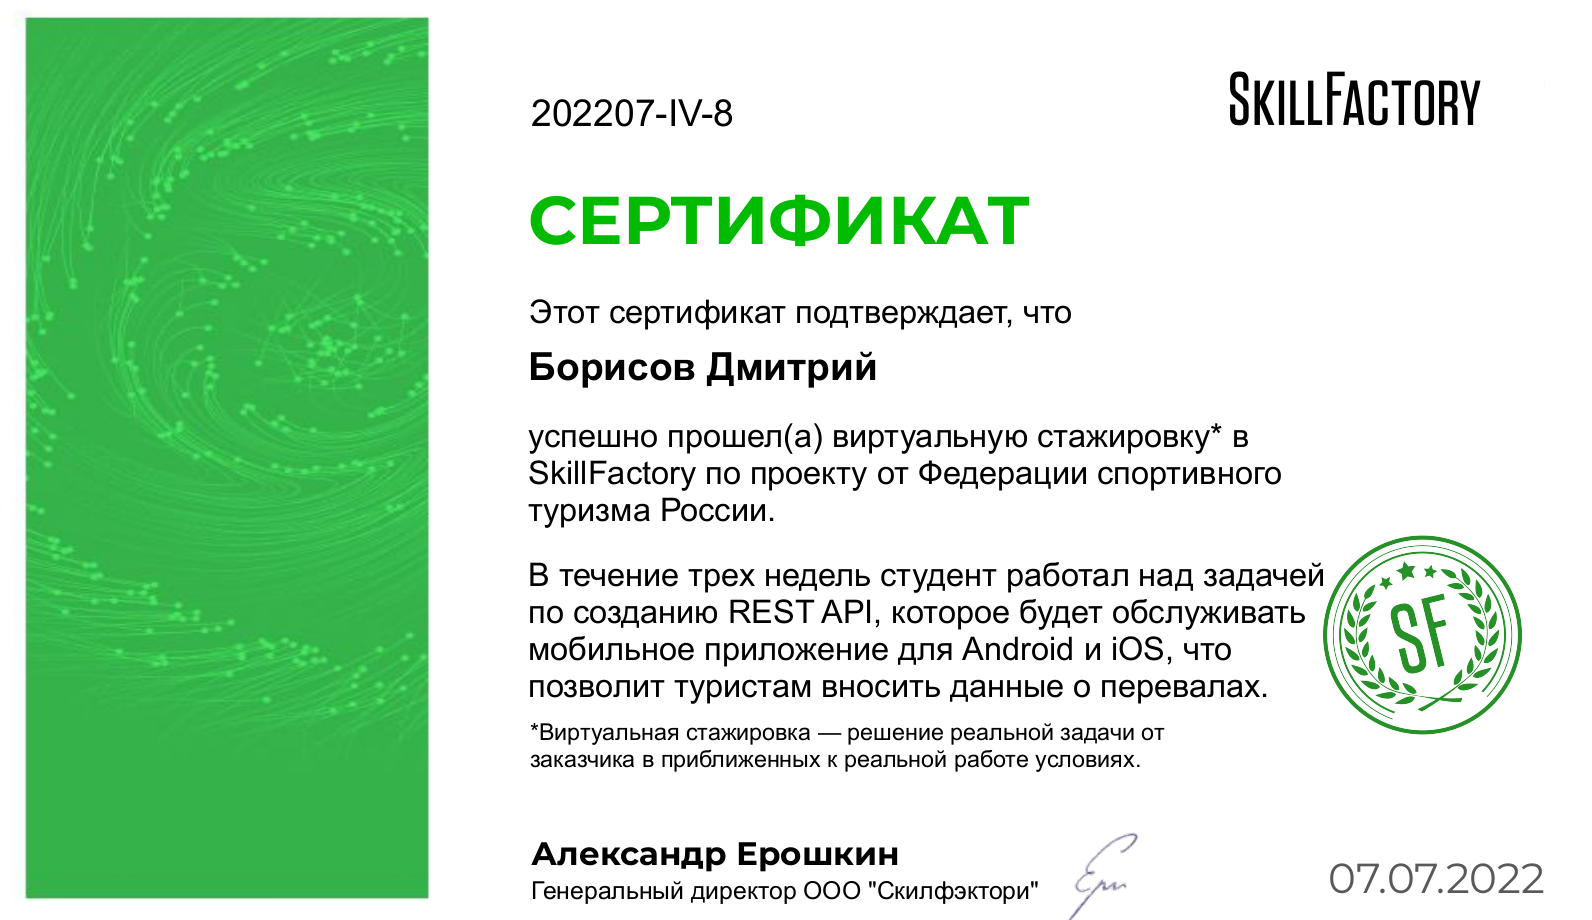 202207-IV-8
SKILLFACTORY
СЕРТИФИКАТ
Этот сертификат подтверждает, что
Борисов Дмитрий
успешно прошел(а) виртуальную стажировку* в
SkillFactory по проекту от Федерации спортивного
туризма России.
В течение трех недель студент работал над задачей
по созданию REST API, которое будет обслуживать
мобильное приложение для Android и iOS, что
позволит туристам вносить данные о перевалах.
SF
*Виртуальная стажировка — решение реальной задачи от
заказчика в приближенных к реальной работе условиях.
Александр Ерошкин
Генеральный директор ООО "Скилфэктори"
07.07.2022